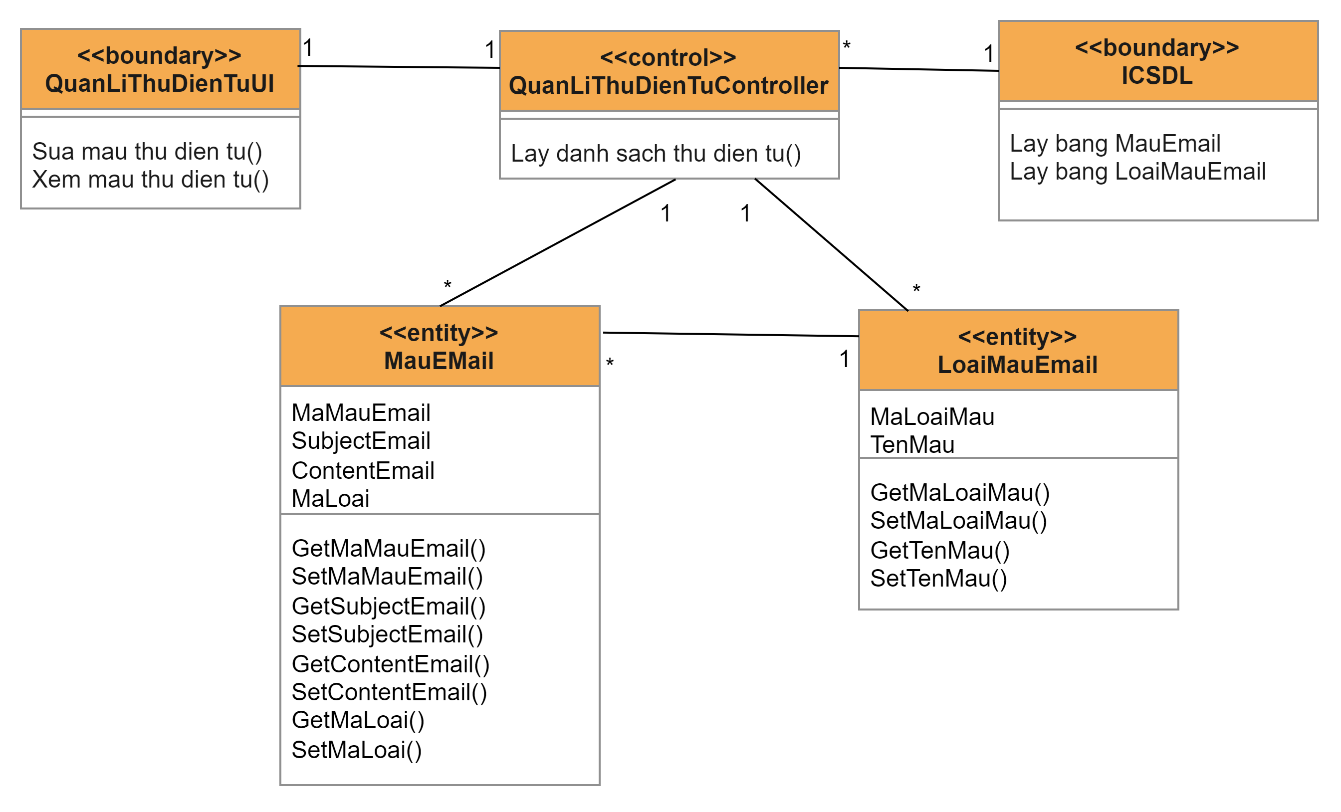 <<boundary>>
QuanLiThuDienTuUI
Sua mau thu dien tu()
Xem mau thu dien tu()
1
1
<<control>>
QuanLiThuDienTuController
Lay danh sach thu dien tu()
*
1
<<boundary>>
ICSDL
Lay bang MauEmail
Lay bang LoaiMauEmail
1
1
*
*
<<entity>>
MauEMail
MaMauEmail
SubjectEmail
ContentEmail
MaLoai
GetMaMauEmail()
SetMaMauEmail()
GetSubjectEmail()
SetSubjectEmail()
GetContentEmail()
SetContentEmail()
GetMaLoai()
SetMaLoai()
*
1
<<entity>>
LoaiMauEmail
MaLoaiMau
TenMau
GetMaLoaiMau()
SetMaLoaiMau()
GetTenMau()
SetTenMau()